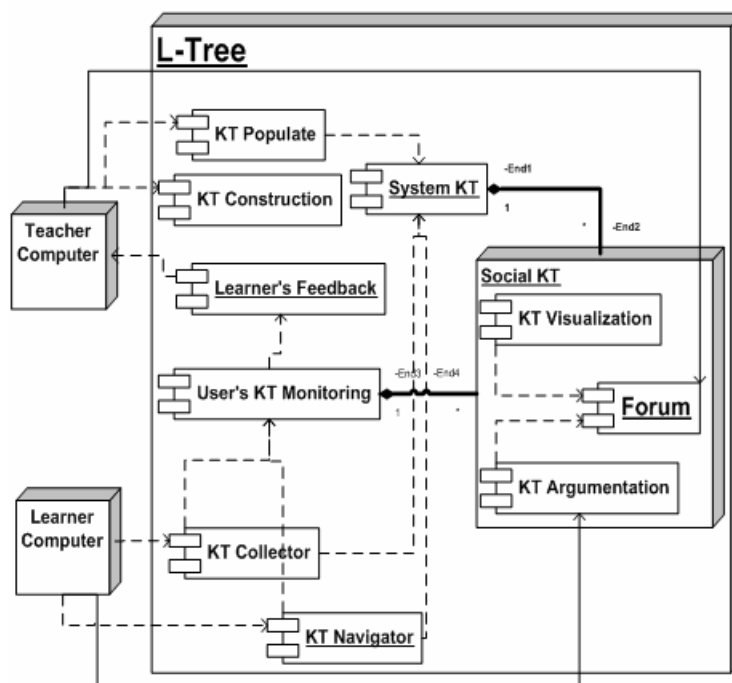 L-Tree
KT Populate
System KT
-End1
1
KT Construction
Teacher
Computer
*
-End2
Learner's Feedback
Social KT
KT Visualization
User's KT Monitoring
-End3
-End4
1
*
Forum
KT Argumentation
Learner
Computer
KT Collector
KT Navigator